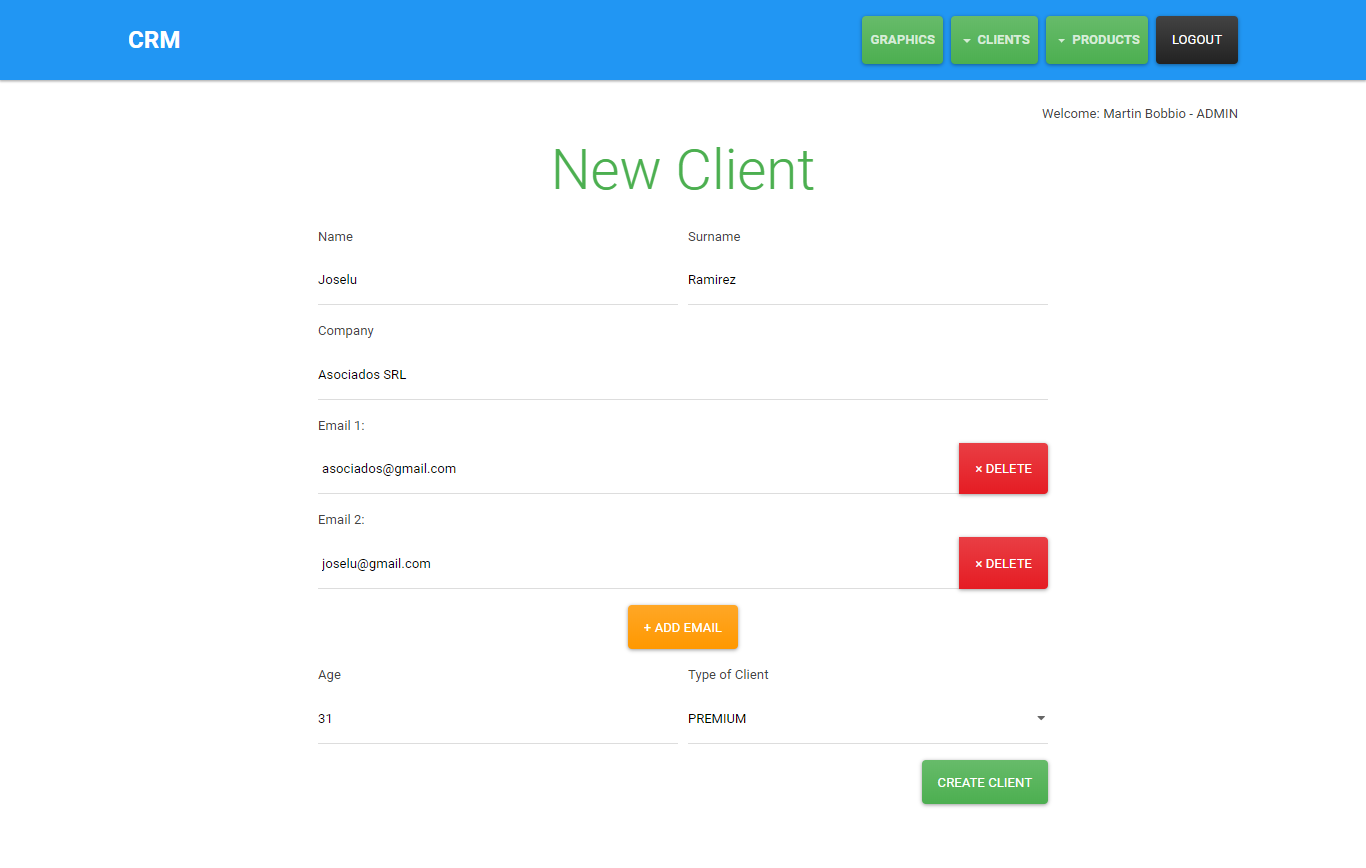 CRM
GRAPHICS CLIENTS PRODUCTS LOGOUT
Welcome: Martin Bobbio - ADMIN
New Client
Name Surname
Joselu Ramirez
Company
Asociados SRL
Email 1:
asociados@gmail.com × DELETE
Email 2:
joselu@gmail.com × DELETE
+ ADD EMAIL
Age Type of Client
31 PREMIUM
CREATE CLIENT